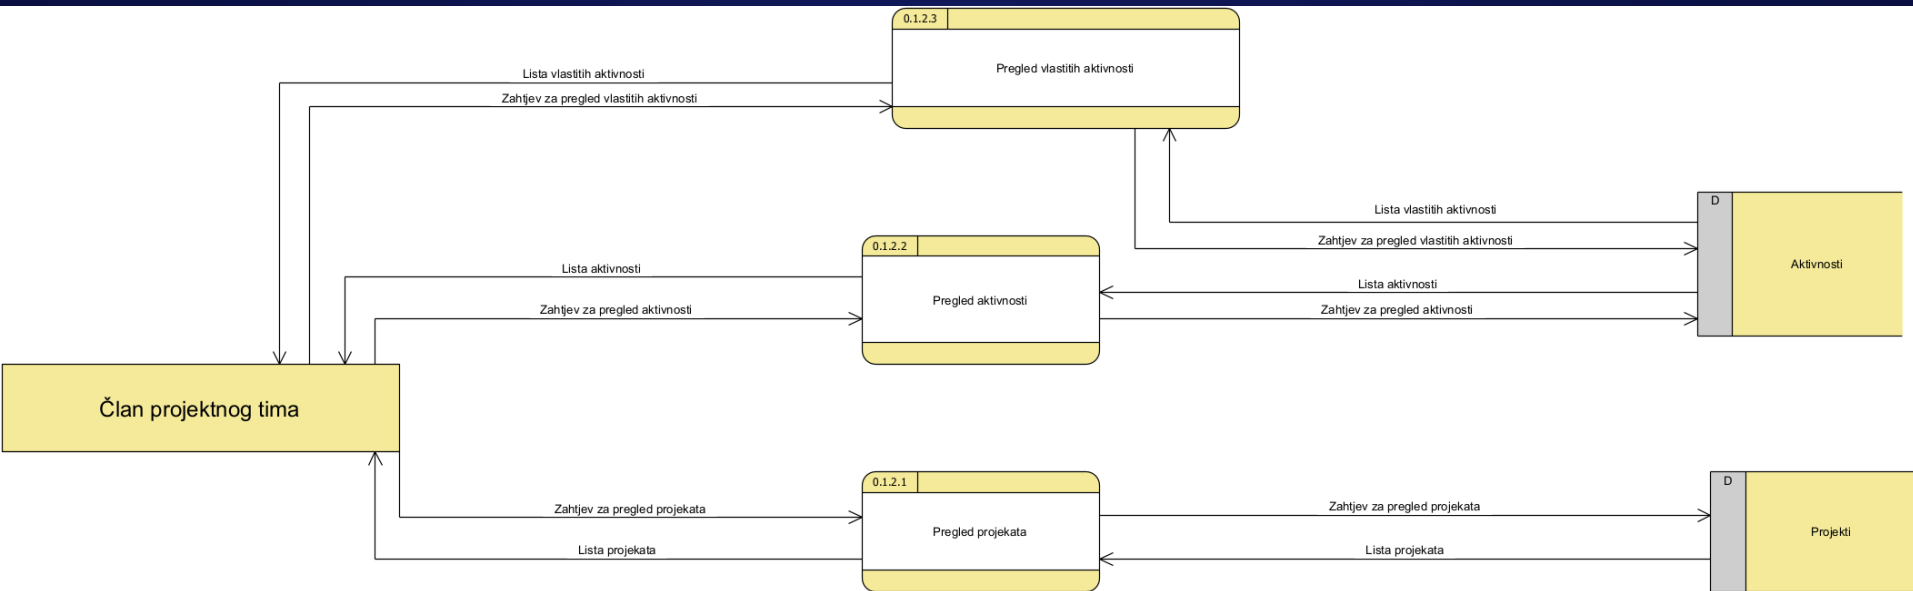 0.1.2.3
Pregled vlastitih aktivnosti
Lista vlastitih aktivnosti
Zahtjev za pregled vlastitih aktivnosti
D
Lista vlastitih aktivnosti
Zahtjev za pregled vlastitih aktivnosti
Aktivnosti
0.1.2.2
Lista aktivnosti
Lista aktivnosti
Pregled aktivnosti
Zahtjev za pregled aktivnosti
Zahtjev za pregled aktivnosti
Član projektnog tima
0.1.2.1
D
Zahtjev za pregled projekata
Zahtjev za pregled projekata
Pregled projekata
Projekti
Lista projekata
Lista projekata